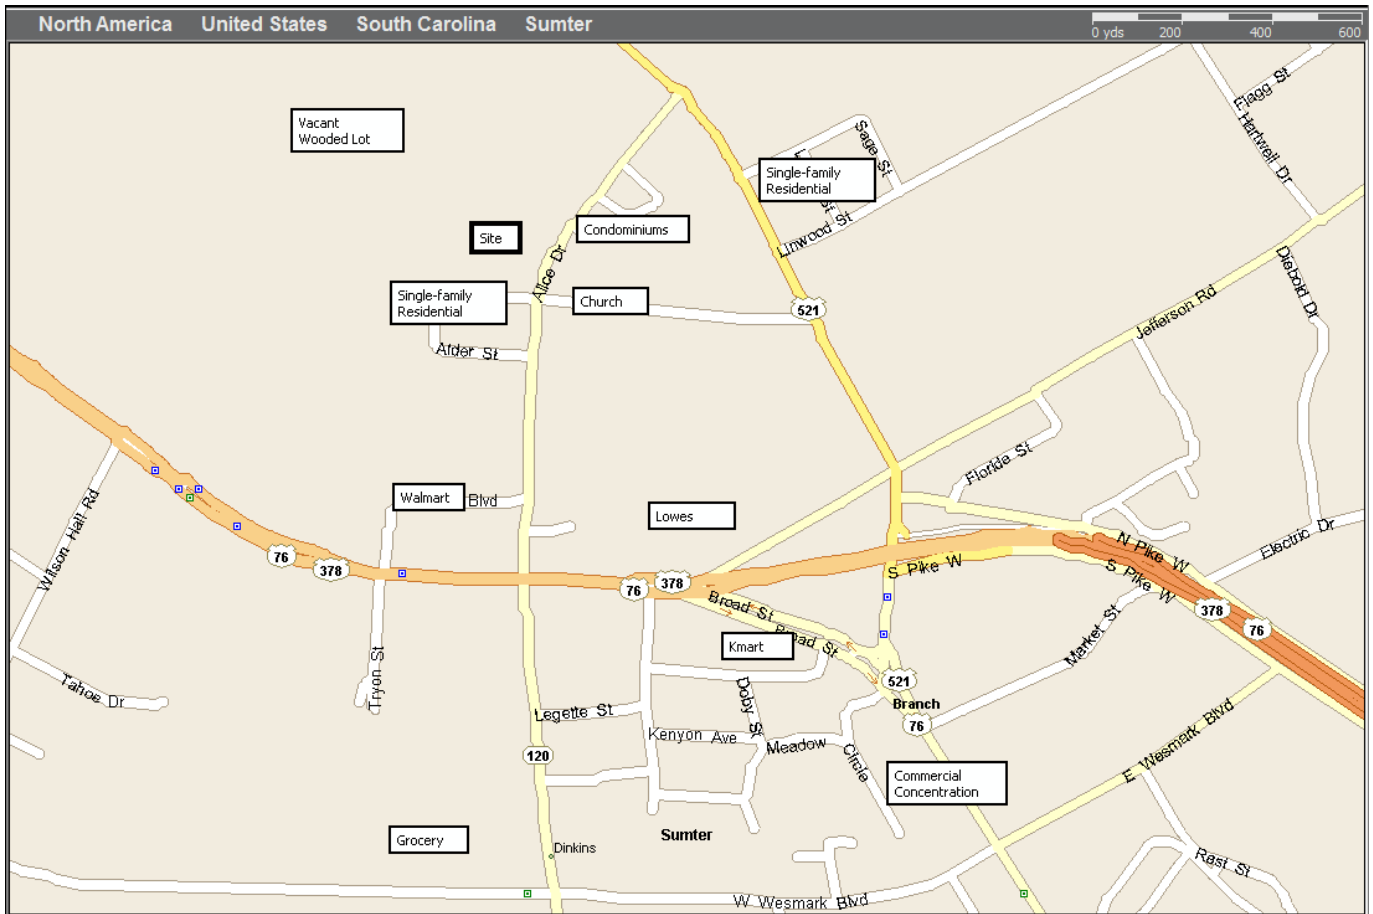 North America United States South Carolina Sumter
0 yds 200 400 600
Flagg St
Vacant
Wooded Lot
Sage St
Hartwell Dr
Single-family
Residential
St
Linwood St
Site
Condominiums
Alice Dr
Diebold Dr
Single-family
Residential
Church
521
Jefferson Rd
Alder St
Floride St
Walmart
Blvd
Lowes
Wilson Hall Rd
Electric Dr
N Pike W
76
378
76
378
S Pike W
S Pike W
Broad St
Broad St
378
76
Market St
Kmart
Tahoe Dr
Tryon St
Doby St
521
Branch
Legette St
76
Kenyon Ave
Meadow
Circle
120
E Wesmark Blvd
Commercial
Concentration
Grocery
Sumter
Dinkins
Rast St
W Wesmark Blvd